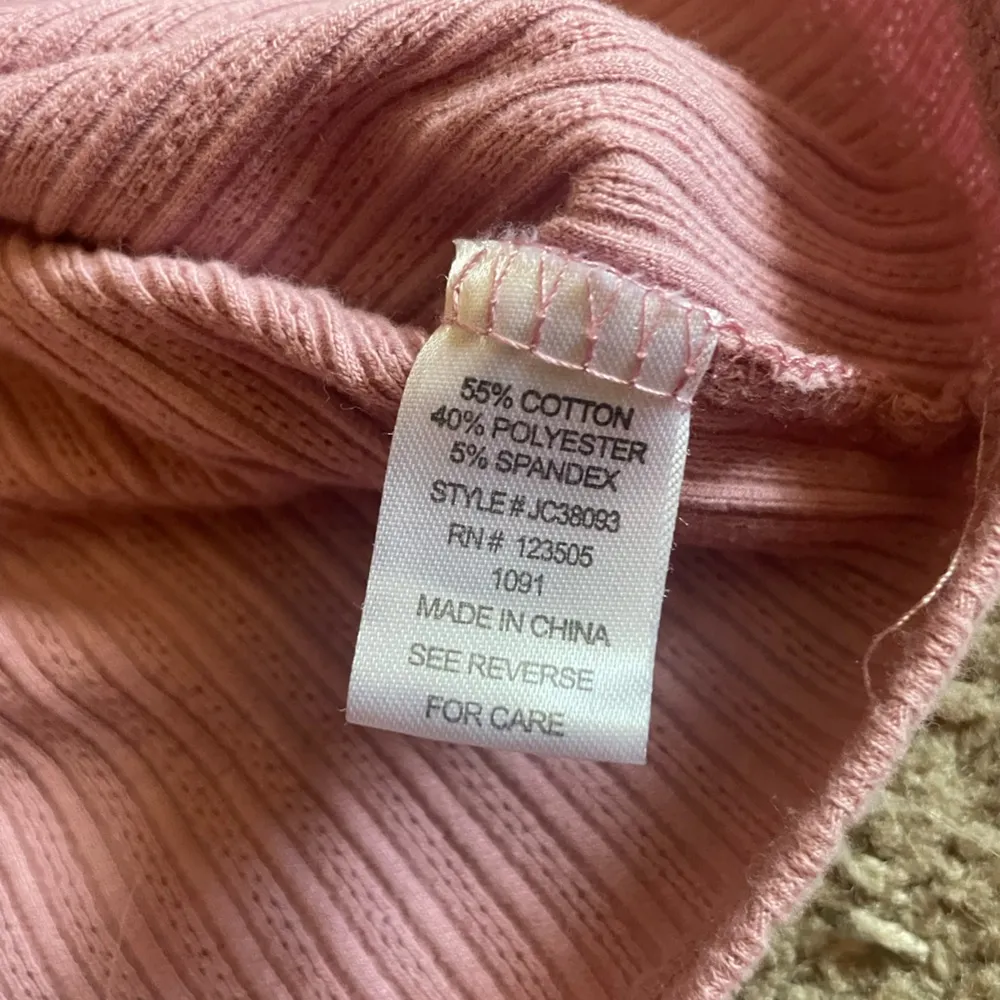 55% COTTON
40% POLYESTER
5% SPANDEX
STYLE # JC38093
RN # 123505
1091
MADE IN CHINA
SEE REVERSE
FOR CARE